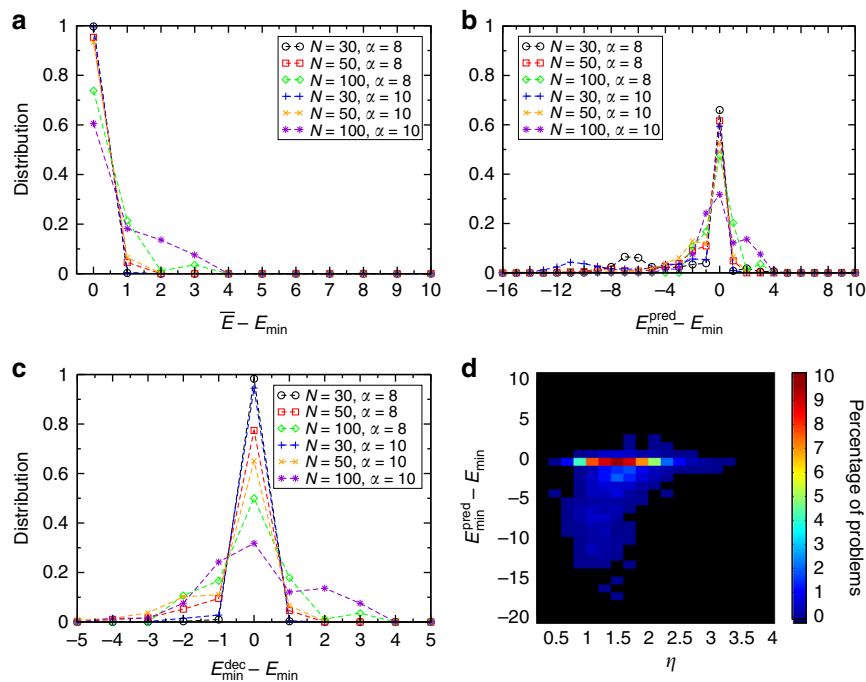 a
1
0.8
0.6
0.4
0.2
0
Distribution
0 1 2 3 4 5 6 7 8 9 10
E̅ – E_min
N = 30, α = 8
N = 50, α = 8
N = 100, α = 8
N = 30, α = 10
N = 50, α = 10
N = 100, α = 10
b
1
0.8
0.6
0.4
0.2
0
–16 –12 –8 –4 0 4 8 10
E_min^pred – E_min
N = 30, α = 8
N = 50, α = 8
N = 100, α = 8
N = 30, α = 10
N = 50, α = 10
N = 100, α = 10
c
1
0.8
0.6
0.4
0.2
0
Distribution
–5 –4 –3 –2 –1 0 1 2 3 4 5
E_min^dec – E_min
N = 30, α = 8
N = 50, α = 8
N = 100, α = 8
N = 30, α = 10
N = 50, α = 10
N = 100, α = 10
d
10
5
0
–5
–10
–15
–20
E_min^pred – E_min
0.5 1 1.5 2 2.5 3 3.5 4
η
10
9
8
7
6
5
4
3
2
1
0
Percentage of problems